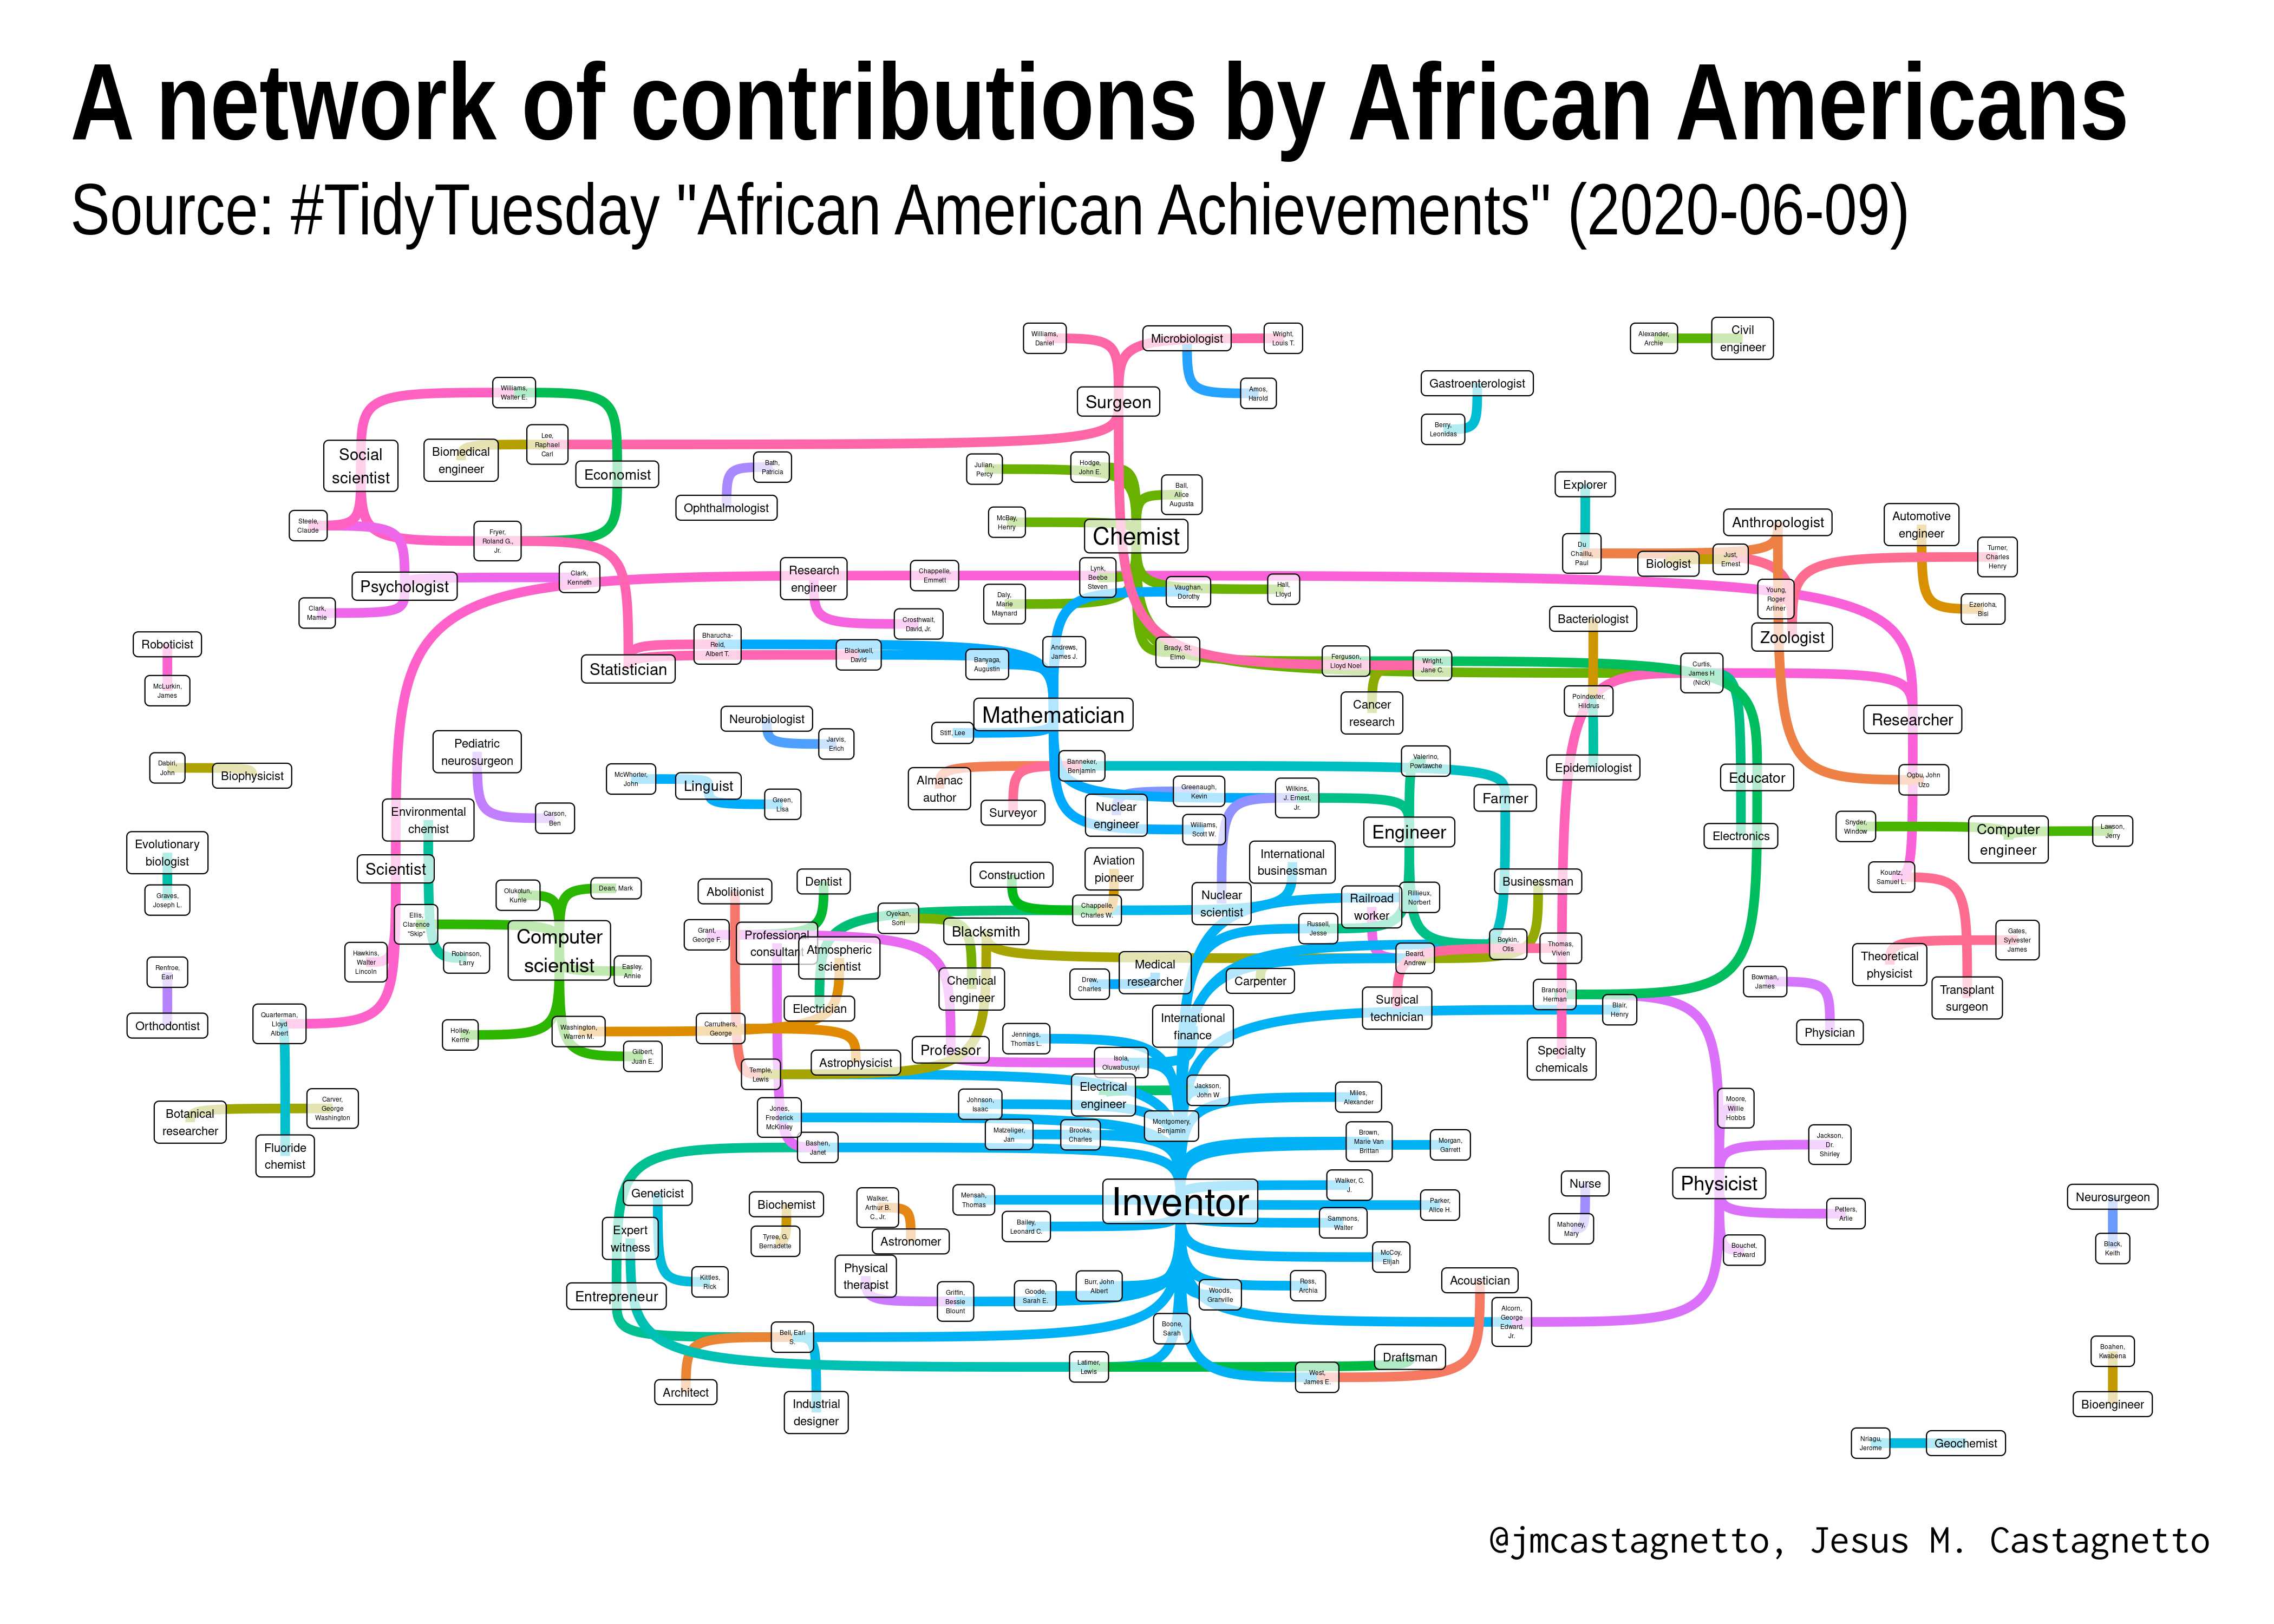 A network of contributions by African Americans
Source: #TidyTuesday "African American Achievements" (2020-06-09)
Williams,
Daniel
Microbiologist
Wright,
Louis T.
Alexander,
Archie
Civil
engineer
Williams,
Walter E.
Surgeon
Amos,
Harold
Gastroenterologist
Berry,
Leonidas
Social
scientist
Biomedical
engineer
Lee,
Raphael
Carl
Economist
Bath,
Patricia
Ophthalmologist
Julian,
Percy
Hodge,
John E.
Ball,
Alice
Augusta
Explorer
Steele,
Claude
Fryer,
Roland G.,
Jr.
McBay,
Henry
Chemist
Du
Chaillu,
Paul
Anthropologist
Biologist
Just,
Ernest
Automotive
engineer
Turner,
Charles
Henry
Psychologist
Clark,
Kenneth
Clark,
Mamie
Research
engineer
Chappelle,
Emmett
Lynk,
Beebe
Steven
Daly,
Marie
Maynard
Vaughan,
Dorothy
Hall,
Lloyd
Young,
Roger
Arliner
Ezerioha,
Bisi
Crosthwait,
David, Jr.
Bacteriologist
Zoologist
Roboticist
McLurkin,
James
Statistician
Bharucha-
Reid,
Albert T.
Blackwell,
David
Banyaga,
Augustin
Andrews,
James J.
Brady, St.
Elmo
Ferguson,
Lloyd Noel
Wright,
Jane C.
Curtis,
James H
(Nick)
Cancer
research
Poindexter,
Hildrus
Researcher
Neurobiologist
Jarvis,
Erich
Stiff, Lee
Mathematician
Pediatric
neurosurgeon
Dabiri,
John
Biophysicist
McWhorter,
John
Linguist
Green,
Lisa
Almanac
author
Banneker,
Benjamin
Surveyor
Valerino,
Powtawche
Epidemiologist
Educator
Ogbu, John
Uzo
Environmental
chemist
Carson,
Ben
Nuclear
engineer
Greenaugh,
Kevin
Wilkins,
J. Ernest,
Jr.
Williams,
Scott W.
Engineer
Farmer
Electronics
Snyder,
Window
Computer
engineer
Lawson,
Jerry
Evolutionary
biologist
Graves,
Joseph L.
Scientist
Olukotun,
Kunle
Dean, Mark
Abolitionist
Dentist
Construction
Aviation
pioneer
International
businessman
Businessman
Kountz,
Samuel L.
Ellis,
Clarence
"Skip"
Computer
scientist
Grant,
George F.
Professional
consultant
Atmospheric
scientist
Oyekan,
Soni
Blacksmith
Chappelle,
Charles W.
Nuclear
scientist
Railroad
worker
Rillieux,
Norbert
Russell,
Jesse
Boykin,
Otis
Thomas,
Vivien
Hawkins,
Walter
Lincoln
Robinson,
Larry
Easley,
Annie
Chemical
engineer
Drew,
Charles
Medical
researcher
Carpenter
Beard,
Andrew
Theoretical
physicist
Gates,
Sylvester
James
Renfroe,
Earl
Orthodontist
Quarterman,
Lloyd
Albert
Holley,
Kerrie
Washington,
Warren M.
Gilbert,
Juan E.
Carruthers,
George
Electrician
Astrophysicist
Professor
Jennings,
Thomas L.
International
finance
Surgical
technician
Branson,
Herman
Blair,
Henry
Bowman,
James
Physician
Transplant
surgeon
Temple,
Lewis
Isola,
Oluwabusuyi
Specialty
chemicals
Botanical
researcher
Carver,
George
Washington
Fluoride
chemist
Jones,
Frederick
McKinley
Johnson,
Isaac
Electrical
engineer
Jackson,
John W
Miles,
Alexander
Moore,
Willie
Hobbs
Bashen,
Janet
Matzeliger,
Jan
Brooks,
Charles
Montgomery,
Benjamin
Brown,
Marie Van
Brittan
Morgan,
Garrett
Jackson,
Dr.
Shirley
Geneticist
Biochemist
Tyree, G,
Bernadette
Walker,
Arthur B.
C., Jr.
Astronomer
Mensah,
Thomas
Bailey,
Leonard C.
Inventor
Walker, C.
J.
Parker,
Alice H.
Sammons,
Walter
Nurse
Mahoney,
Mary
Physicist
Petters,
Arlie
Neurosurgeon
Black,
Keith
Expert
witness
Kittles,
Rick
Entrepreneur
Physical
therapist
Griffin,
Bessie
Blount
Goode,
Sarah E.
Burr, John
Albert
Woods,
Granville
Ross,
Archia
McCoy,
Elijah
Acoustician
Bouchet,
Edward
Bell, Earl
S.
Boone,
Sarah
Alcorn,
George
Edward,
Jr.
Architect
Industrial
designer
Latimer,
Lewis
West,
James E.
Draftsman
Boahen,
Kwabena
Bioengineer
Nriagu,
Jerome
Geochemist
@jmcastagnetto, Jesus M. Castagnetto